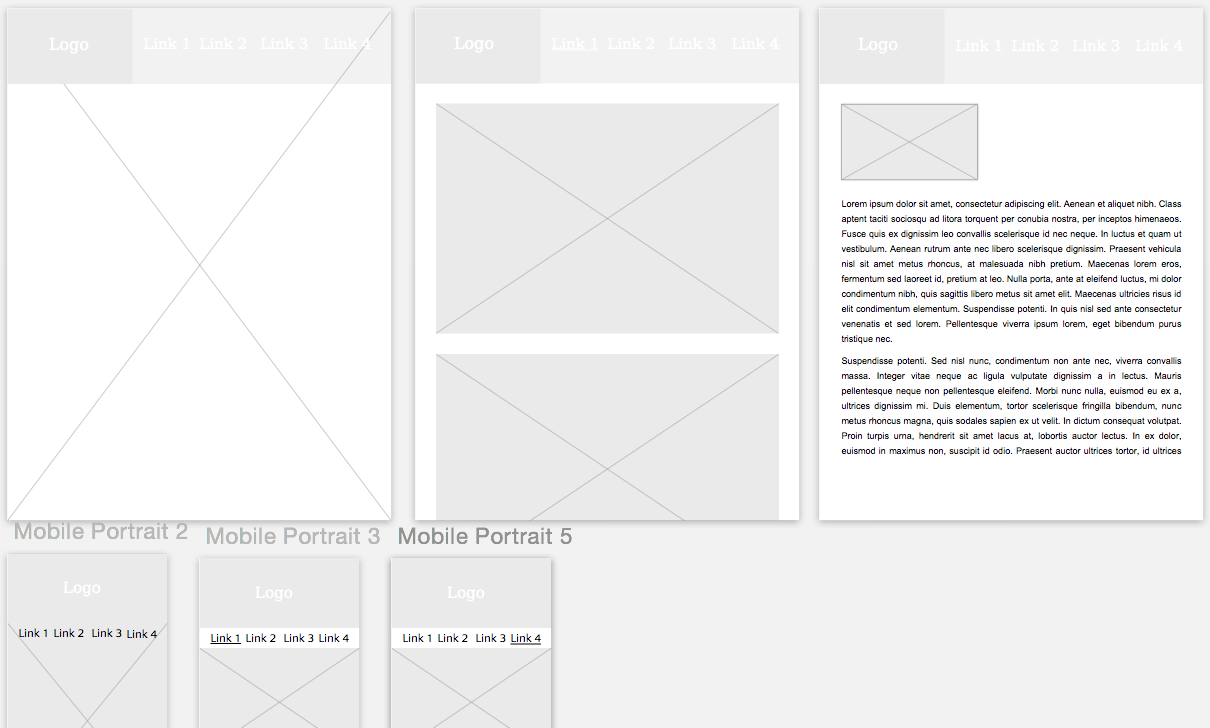 Logo
Link 1 Link 2 Link 3 Link 4
Logo
Link 1 Link 2 Link 3 Link 4
Logo
Link 1 Link 2 Link 3 Link 4
Lorem ipsum dolor sit amet, consectetur adipiscing elit. Aenean et aliquet nibh. Class
aptent taciti sociosqu ad litora torquent per conubia nostra, per inceptos himenaeos.
Fusce quis ex dignissim leo convallis scelerisque id nec neque. In luctus et quam ut
vestibulum. Aenean rutrum ante nec libero scelerisque dignissim. Praesent vehicula
nisl sit amet metus rhoncus, at malesuada nibh pretium. Maecenas lorem eros,
fermentum sed laoreet id, pretium at leo. Nulla porta, ante at eleifend luctus, mi dolor
condimentum nibh, quis sagittis libero metus sit amet elit. Maecenas ultricies risus id
elit condimentum elementum. Suspendisse potenti. In quis nisl sed ante consectetur
venenatis et sed lorem. Pellentesque viverra ipsum lorem, eget bibendum purus
tristique nec.
Suspendisse potenti. Sed nisl nunc, condimentum non ante nec, viverra convallis
massa. Integer vitae neque ac ligula vulputate dignissim a in lectus. Mauris
pellentesque neque non pellentesque eleifend. Morbi nunc nulla, euismod eu ex a,
ultrices dignissim mi. Duis elementum, tortor scelerisque fringilla bibendum, nunc
metus rhoncus magna, quis sodales sapien ex ut velit. In dictum consequat volutpat.
Proin turpis urna, hendrerit sit amet lacus at, lobortis auctor lectus. In ex dolor,
euismod in maximus non, suscipit id odio. Praesent auctor ultrices tortor, id ultrices
Mobile Portrait 2
Logo
Link 1 Link 2 Link 3 Link 4
Mobile Portrait 3
Logo
Link 1 Link 2 Link 3 Link 4
Mobile Portrait 5
Logo
Link 1 Link 2 Link 3 Link 4